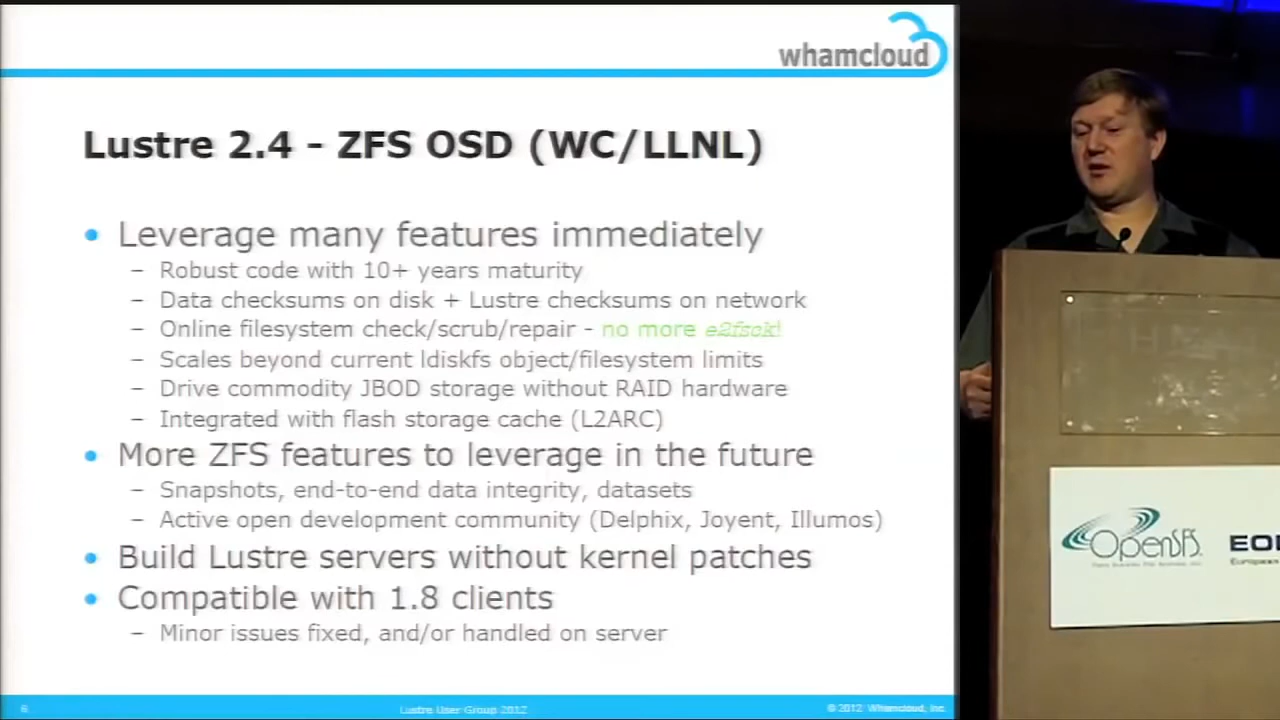 whamcloud
Lustre 2.4 - ZFS OSD (WC/LLNL)
• Leverage many features immediately
– Robust code with 10+ years maturity
– Data checksums on disk + Lustre checksums on network
– Online filesystem check/scrub/repair - no more e2fsck!
– Scales beyond current ldiskfs object/filesystem limits
– Drive commodity JBOD storage without RAID hardware
– Integrated with flash storage cache (L2ARC)
• More ZFS features to leverage in the future
– Snapshots, end-to-end data integrity, datasets
– Active open development community (Delphix, Joyent, Illumos)
• Build Lustre servers without kernel patches
• Compatible with 1.8 clients
– Minor issues fixed, and/or handled on server
6
Lustre User Group 2012
© 2012 Whamcloud, Inc.
OpenSFS
European